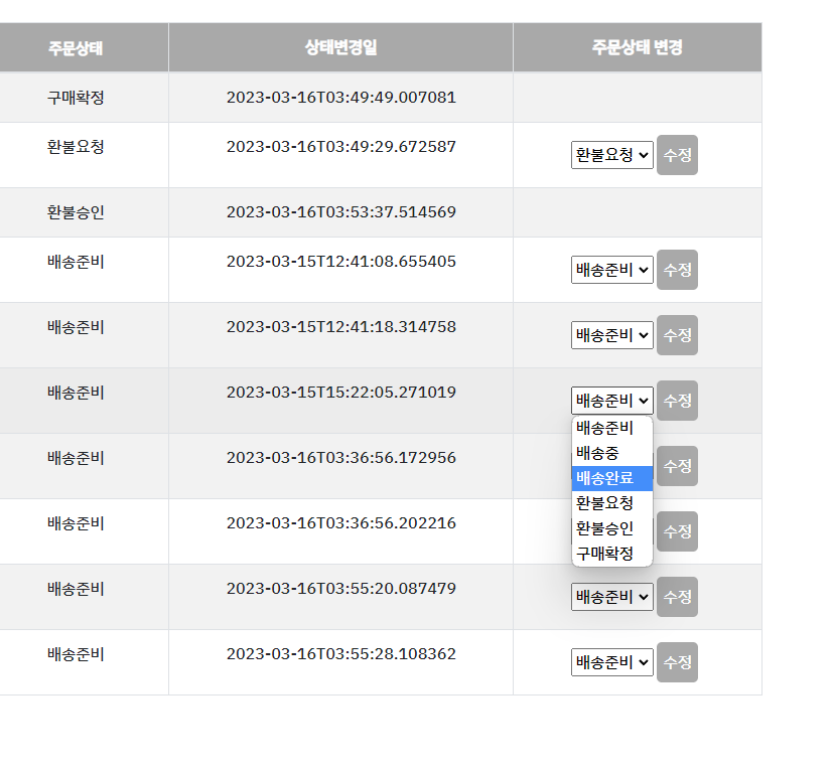 주문상태 상태변경일 주문상태 변경
구매확정 2023-03-16T03:49:49.007081
환불요청 2023-03-16T03:49:29.672587 환불요청 수정
환불승인 2023-03-16T03:53:37.514569
배송준비 2023-03-15T12:41:08.655405 배송준비 수정
배송준비 2023-03-15T12:41:18.314758 배송준비 수정
배송준비 2023-03-15T15:22:05.271019 배송준비 수정
배송준비
배송중
배송준비 2023-03-16T03:36:56.172956 수정
배송완료
환불요청
배송준비 2023-03-16T03:36:56.202216 환불승인 수정
구매확정
배송준비 2023-03-16T03:55:20.087479 배송준비 수정
배송준비 2023-03-16T03:55:28.108362 배송준비 수정